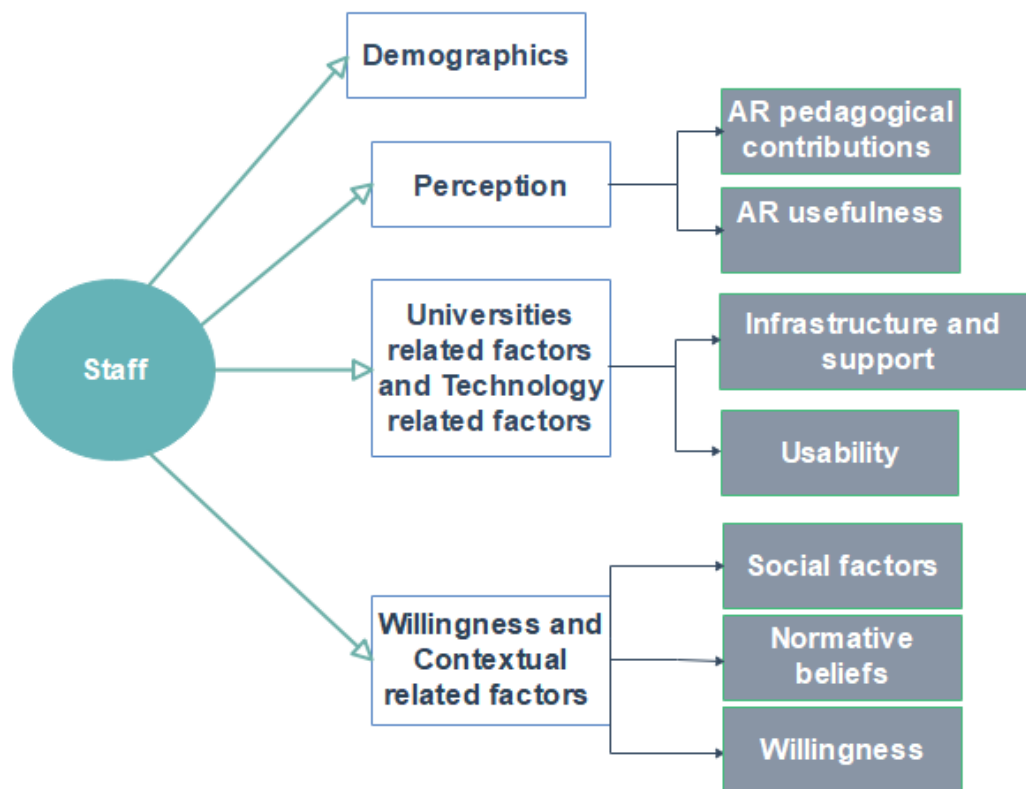 Demographics
AR pedagogical
contributions
Perception
AR usefulness
Staff
Universities
related factors
and Technology
related factors
Infrastructure and
support
Usability
Willingness and
Contextual
related factors
Social factors
Normative
beliefs
Willingness